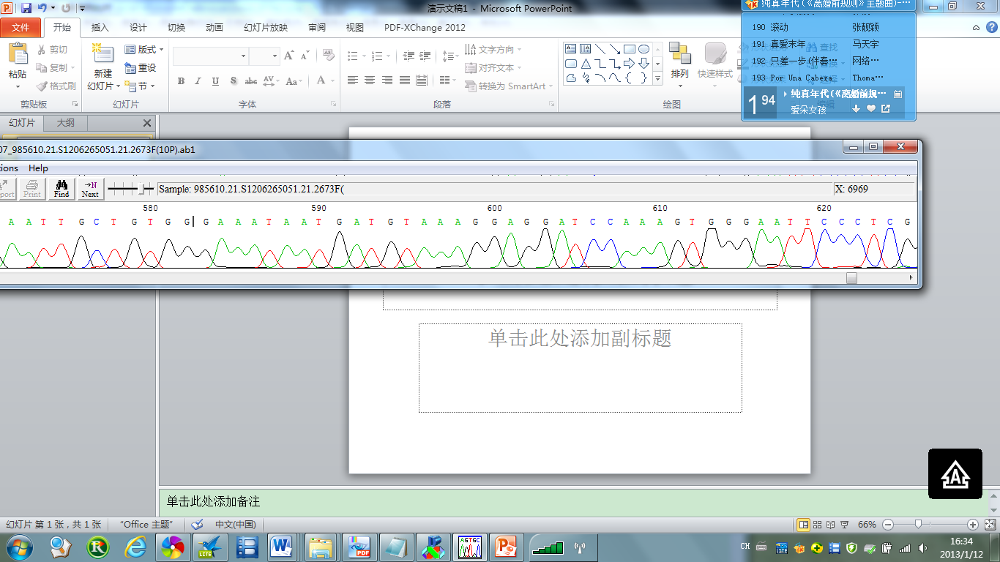 演示文稿1 - Microsoft PowerPoint
文件 开始 插入 设计 切换 动画 幻灯片放映 审阅 视图 PDF-XChange 2012
粘贴
剪切
复制
格式刷
剪贴板
新建
幻灯片
版式
重设
节
幻灯片
B I U S abc AV Aa A
字体
文字方向
对齐文本
转换为 SmartArt
段落
排列
快速样式
绘图
查找
纯真年代(《离婚前规则》主题曲)-···
190 滚动 张靓颖
191 真爱末年 马天宇
192 只差一步(伴奏··· 网络···
193 Por Una Cabeza Thoma···
194 纯真年代(《离婚前规···
爱朵女孩
幻灯片 大纲
07_985610.21.S1206265051.21.2673F(10P).ab1
tions Help
port Print Find Next
Sample: 985610.21.S1206265051.21.2673F(
X: 6969
580 590 600 610 620
A A T T G C T G T G G G A A A T A A T G A T G T A A A G G A G G A T C C A A A G T G G G A A T T C C C T C G
单击此处添加副标题
单击此处添加备注
幻灯片 第 1 张，共 1 张 “Office 主题” 中文(中国)
66%
AGTGC
CH
16:34
2013/1/12